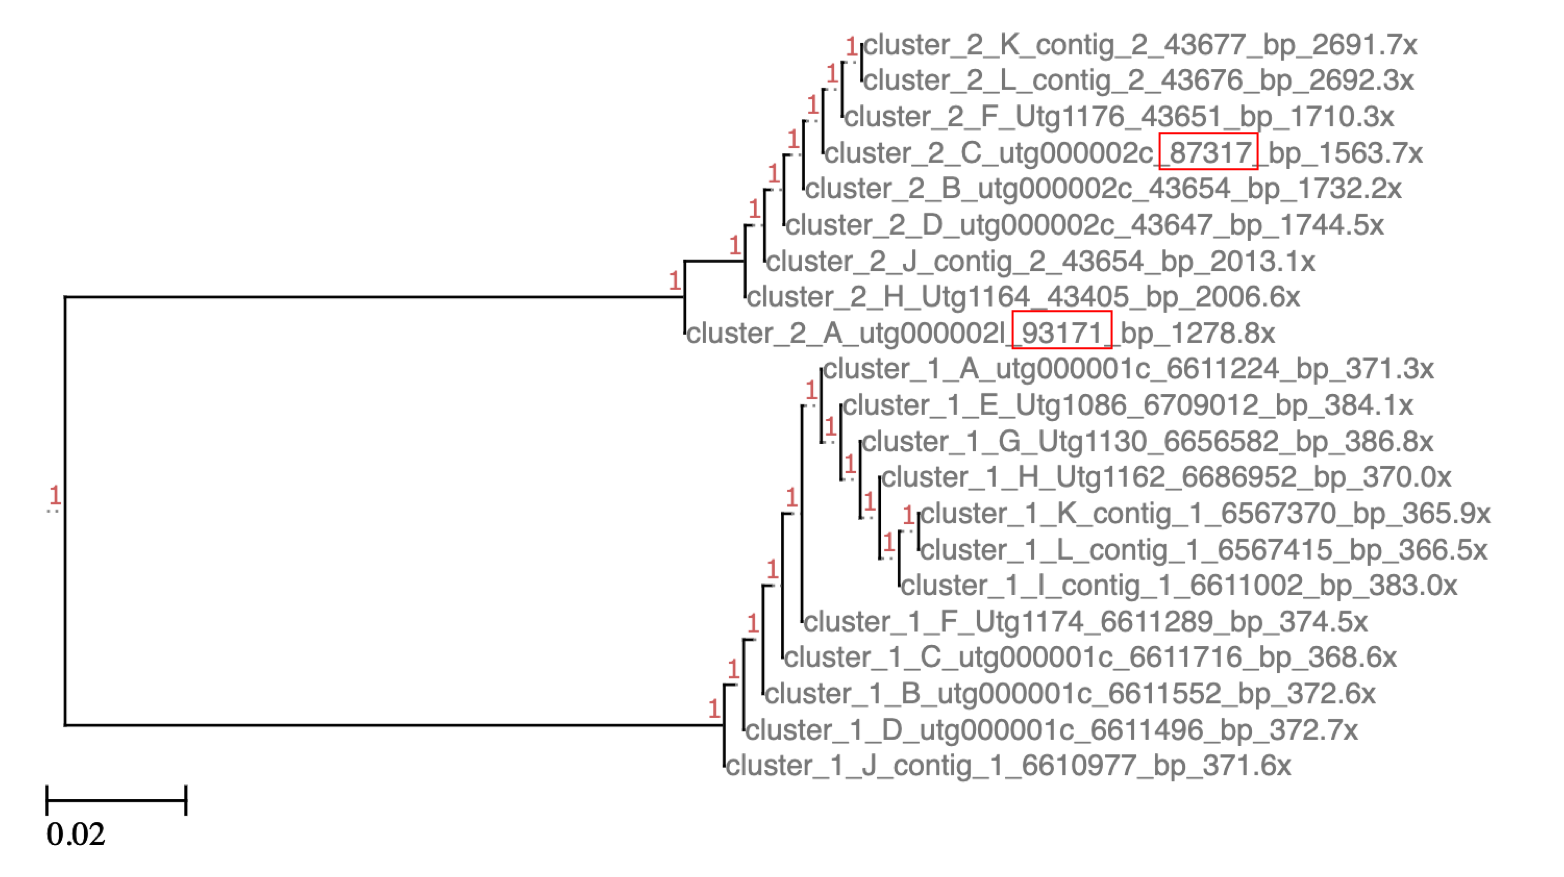 1 cluster_2_K_contig_2_43677_bp_2691.7x
1 cluster_2_L_contig_2_43676_bp_2692.3x
1 cluster_2_F_Utg1176_43651_bp_1710.3x
1 cluster_2_C_utg000002c_87317_bp_1563.7x
1 cluster_2_B_utg000002c_43654_bp_1732.2x
1 cluster_2_D_utg000002c_43647_bp_1744.5x
1 cluster_2_J_contig_2_43654_bp_2013.1x
1 cluster_2_H_Utg1164_43405_bp_2006.6x
cluster_2_A_utg000002l_93171_bp_1278.8x
cluster_1_A_utg000001c_6611224_bp_371.3x
1 cluster_1_E_Utg1086_6709012_bp_384.1x
1 cluster_1_G_Utg1130_6656582_bp_386.8x
1 cluster_1_H_Utg1162_6686952_bp_370.0x
1
1
1 1 cluster_1_K_contig_1_6567370_bp_365.9x
1 cluster_1_L_contig_1_6567415_bp_366.5x
1 cluster_1_I_contig_1_6611002_bp_383.0x
1 cluster_1_F_Utg1174_6611289_bp_374.5x
1 cluster_1_C_utg000001c_6611716_bp_368.6x
1 cluster_1_B_utg000001c_6611552_bp_372.6x
cluster_1_D_utg000001c_6611496_bp_372.7x
cluster_1_J_contig_1_6610977_bp_371.6x
0.02